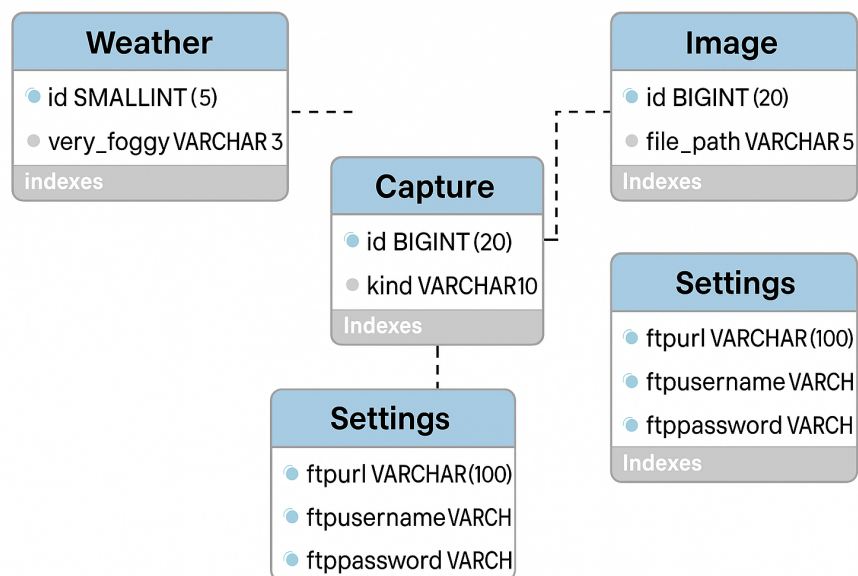 Weather
id SMALLINT (5)
very_foggy VARCHAR 3
indexes
Image
id BIGINT (20)
file_path VARCHAR 5
Indexes
Capture
id BIGINT (20)
kind VARCHAR10
Indexes
Settings
ftpurl VARCHAR (100)
ftpusername VARCH
ftppassword VARCH
Indexes
Settings
ftpurl VARCHAR (100)
ftpusername VARCH
ftppassword VARCH